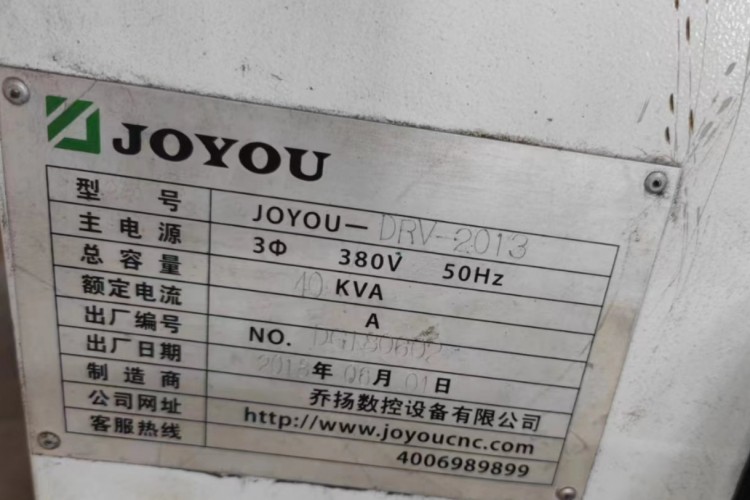 JOYOU
型号 JOYOU—DRV-2013
主电源 3Φ 380V 50Hz
总容量 40 KVA
额定电流 A
出厂编号 NO.
出厂日期 年 08月 01日
制造商 乔扬数控设备有限公司
公司网址 http://www.joyoucnc.com
客服热线 4006989899